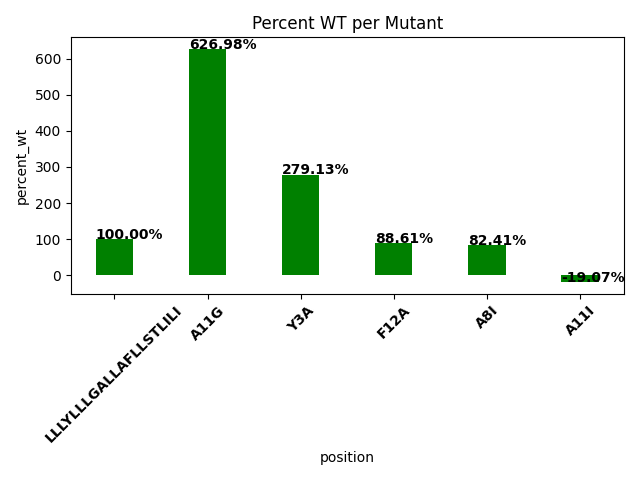 Percent WT per Mutant
percent_wt
600
500
400
300
200
100
0
100.00%
626.98%
279.13%
88.61%
82.41%
-19.07%
LLLYLLLGALLAFLLSTLILI
A11G
Y3A
F12A
A8I
A11I
position